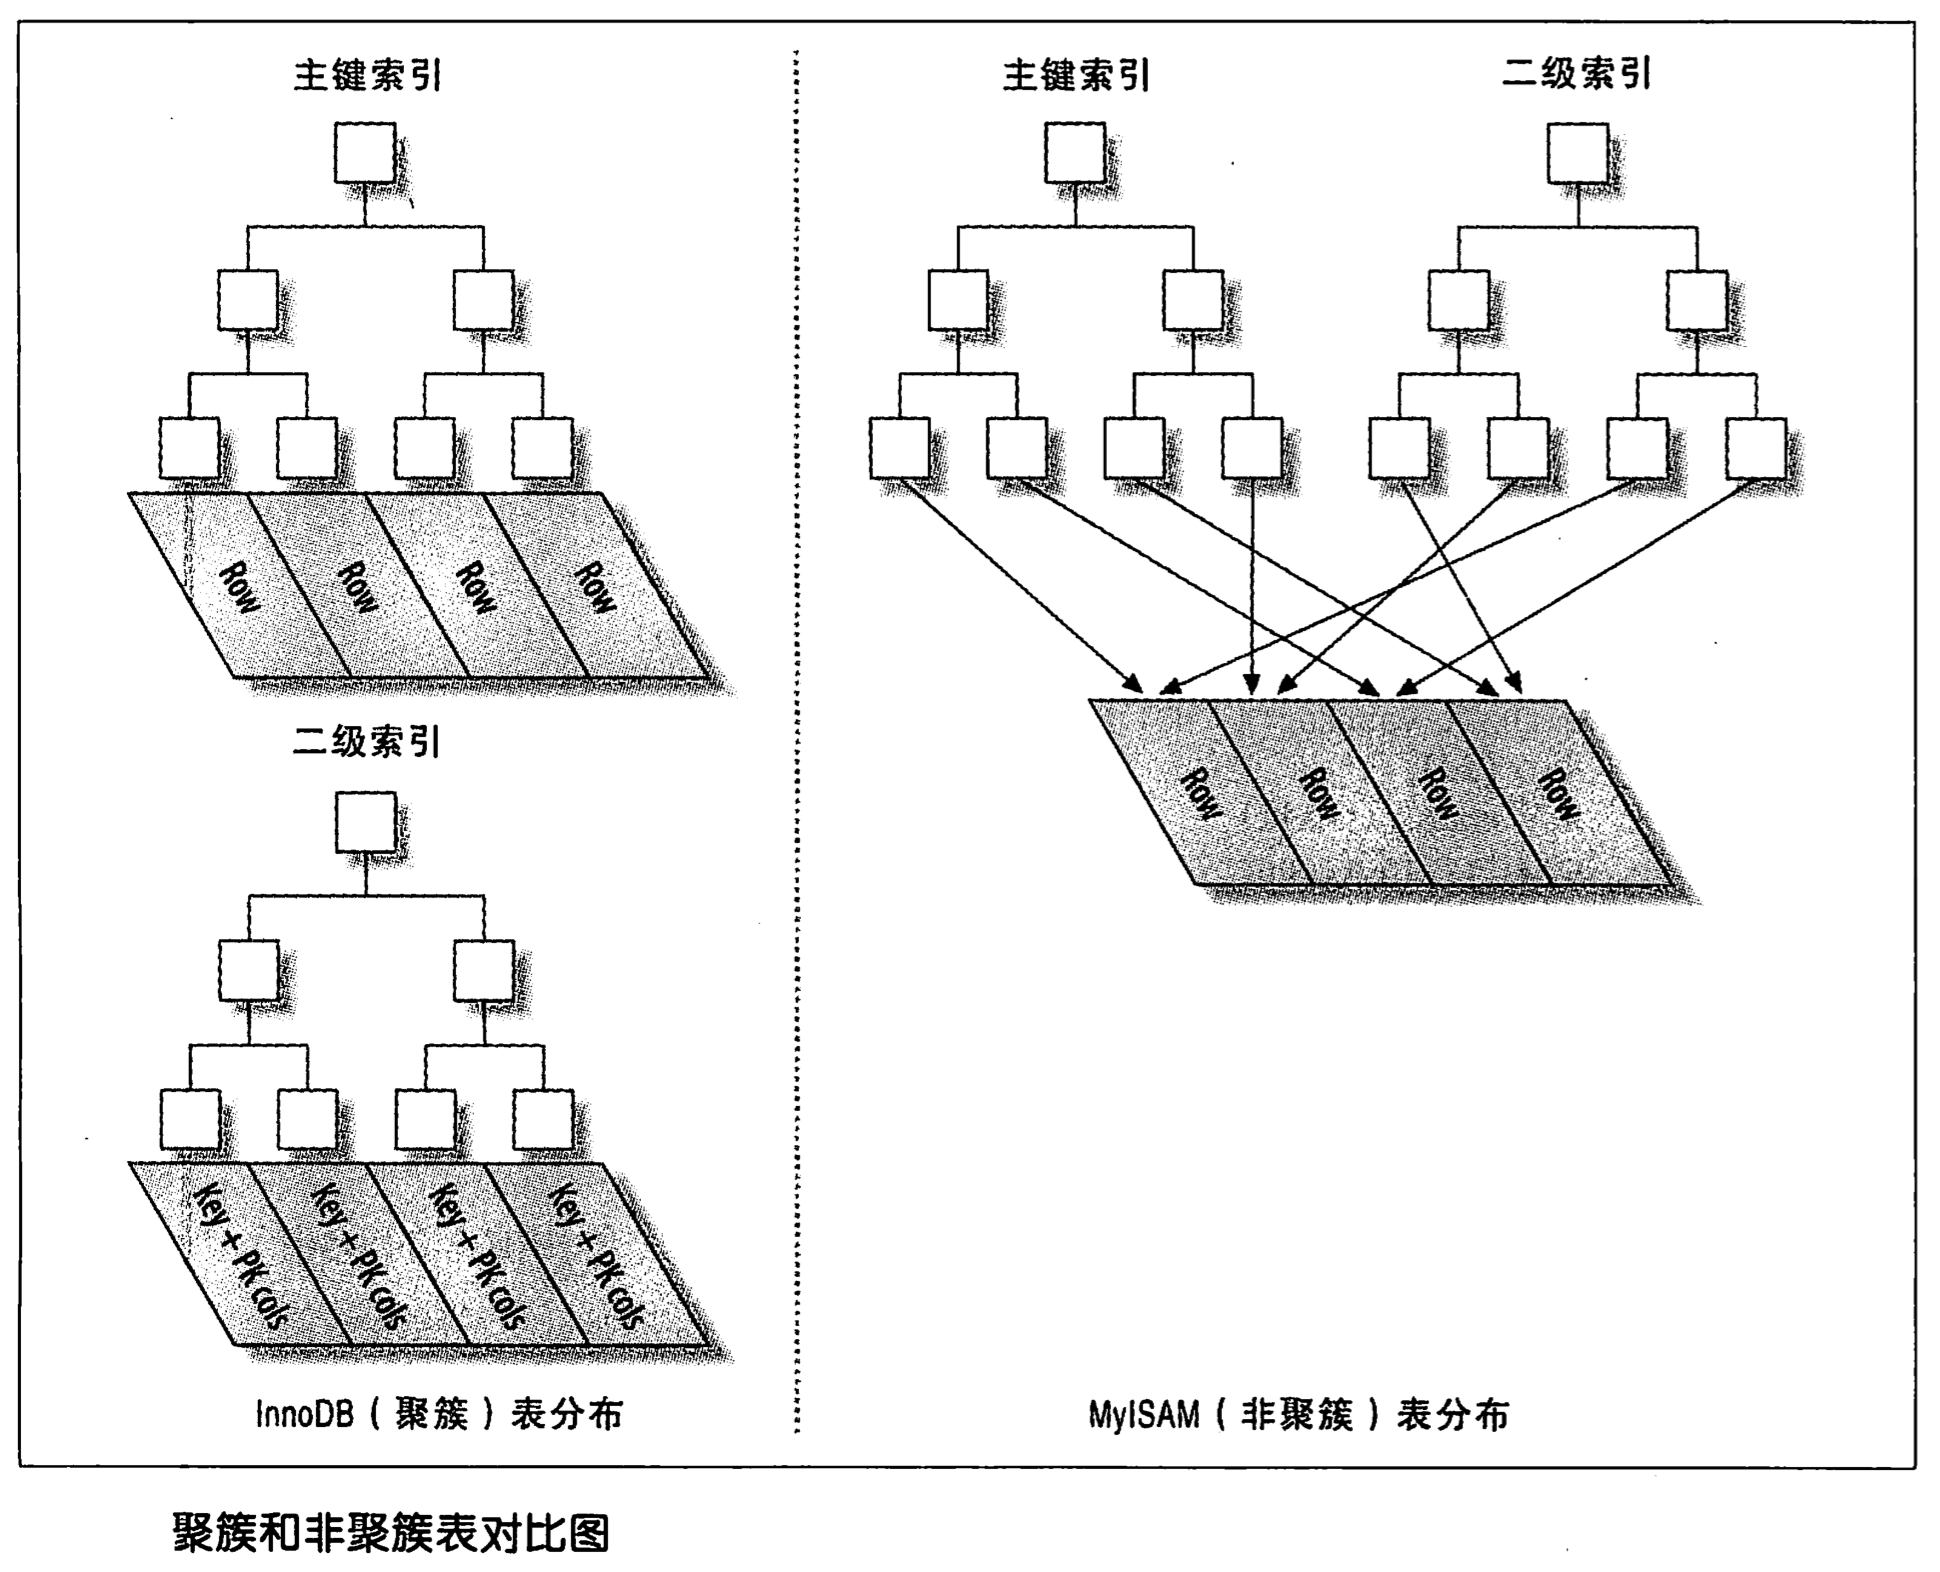 主键索引
Row Row Row Row
二级索引
Key + PK cols Key + PK cols Key + PK cols Key + PK cols
InnoDB（聚簇）表分布
主键索引 二级索引
Row Row Row Row
MyISAM（非聚簇）表分布
聚簇和非聚簇表对比图